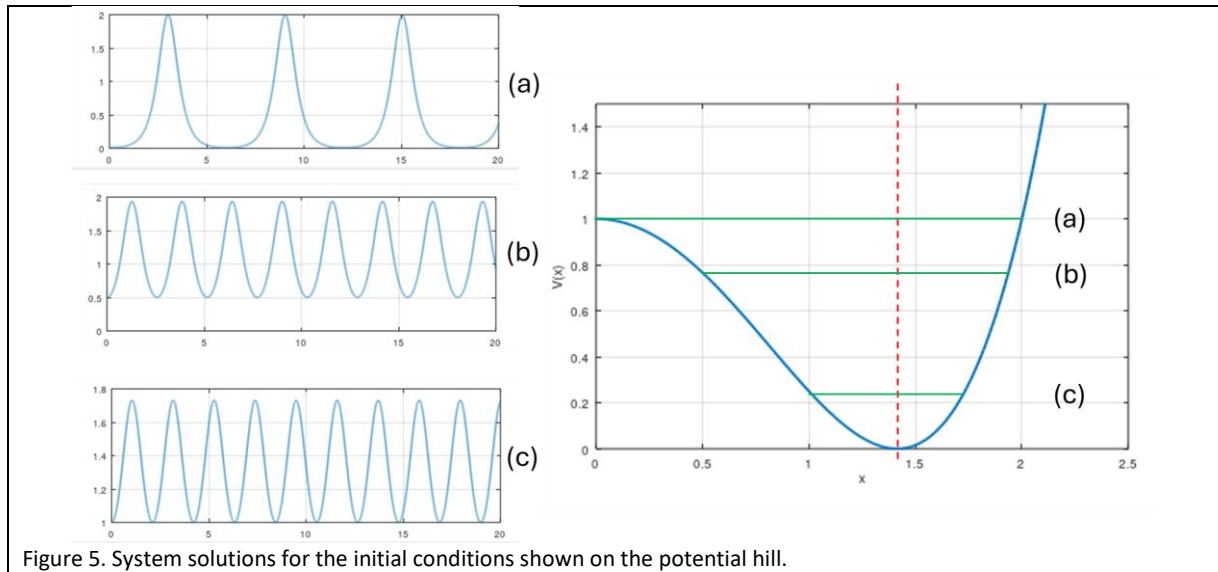 2
1.5
1
0.5
0
0 5 10 15 20
(a)
2
1.5
1
0.5
0
0 5 10 15 20
(b)
1.8
1.6
1.4
1.2
1
0 5 10 15 20
(c)
1.4
1.2
1
0.8
0.6
0.4
0.2
0
V(x)
0 0.5 1 1.5 2 2.5
x
(a)
(b)
(c)
Figure 5. System solutions for the initial conditions shown on the potential hill.